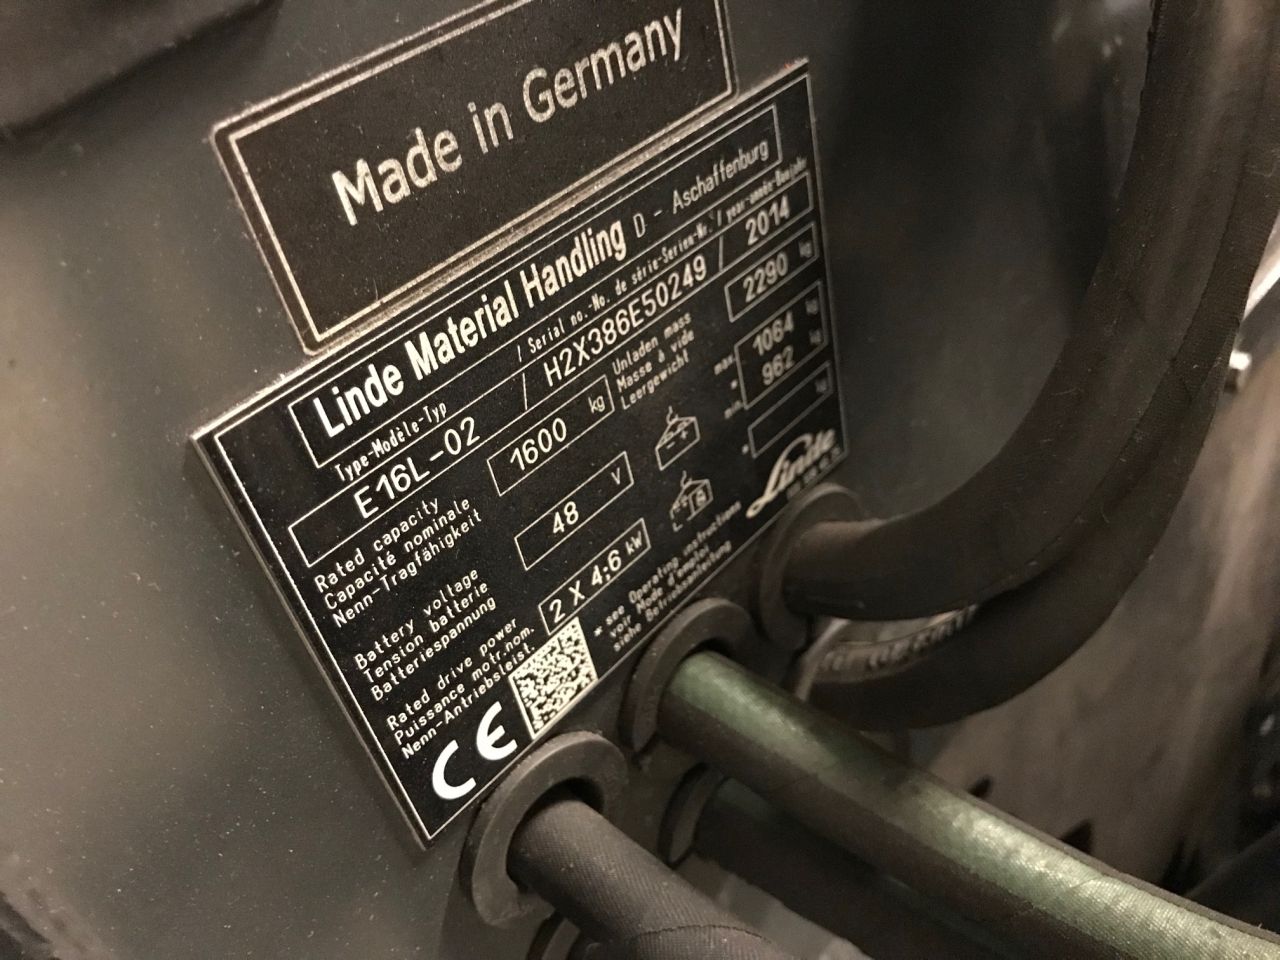 Made in Germany
Linde Material Handling D - Aschaffenburg
Type-Modèle-Typ / Serial no.-No. de série-Serien-Nr. / year-année-Baujahr
E16L-02 / H2X386E50249 / 2014
Rated capacity
Capacité nominale
Nenn-Tragfähigkeit
1600 kg
Unladen mass
Masse à vide
Leergewicht
2290 kg
Battery voltage
Tension batterie
Batteriespannung
48 V
- +
max 1064 kg
*
min 962 kg
Rated drive power
Puissance motr.nom.
Nenn-Antriebsleist.
2 X 4,6 kW
* kg
* see Operating instructions
voir Mode d'emploi
siehe Betriebsanleitung
CE
Linde